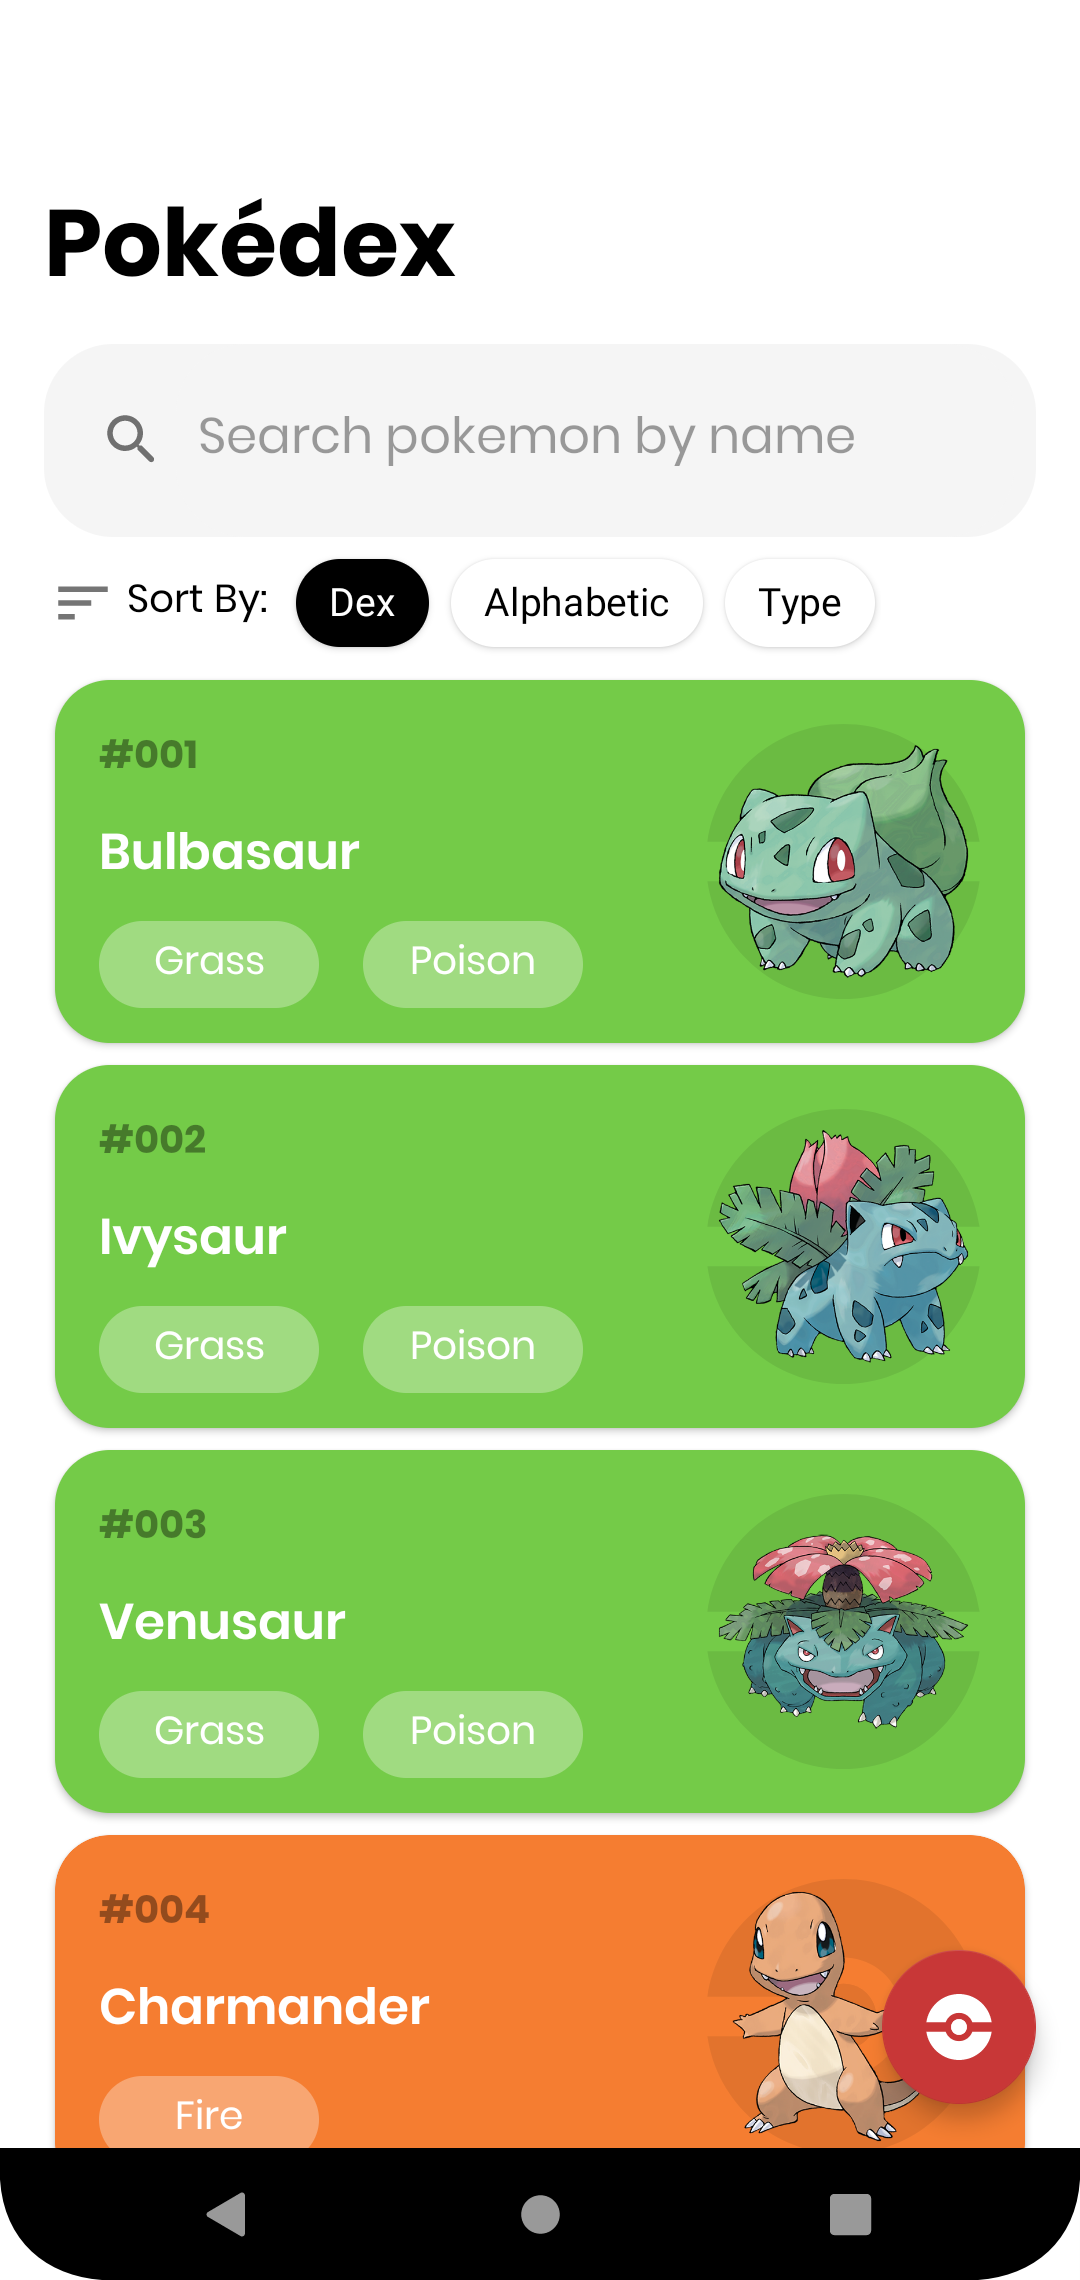 Pokédex
Search pokemon by name
Sort By: Dex Alphabetic Type
#001
Bulbasaur
Grass Poison
#002
Ivysaur
Grass Poison
#003
Venusaur
Grass Poison
#004
Charmander
Fire